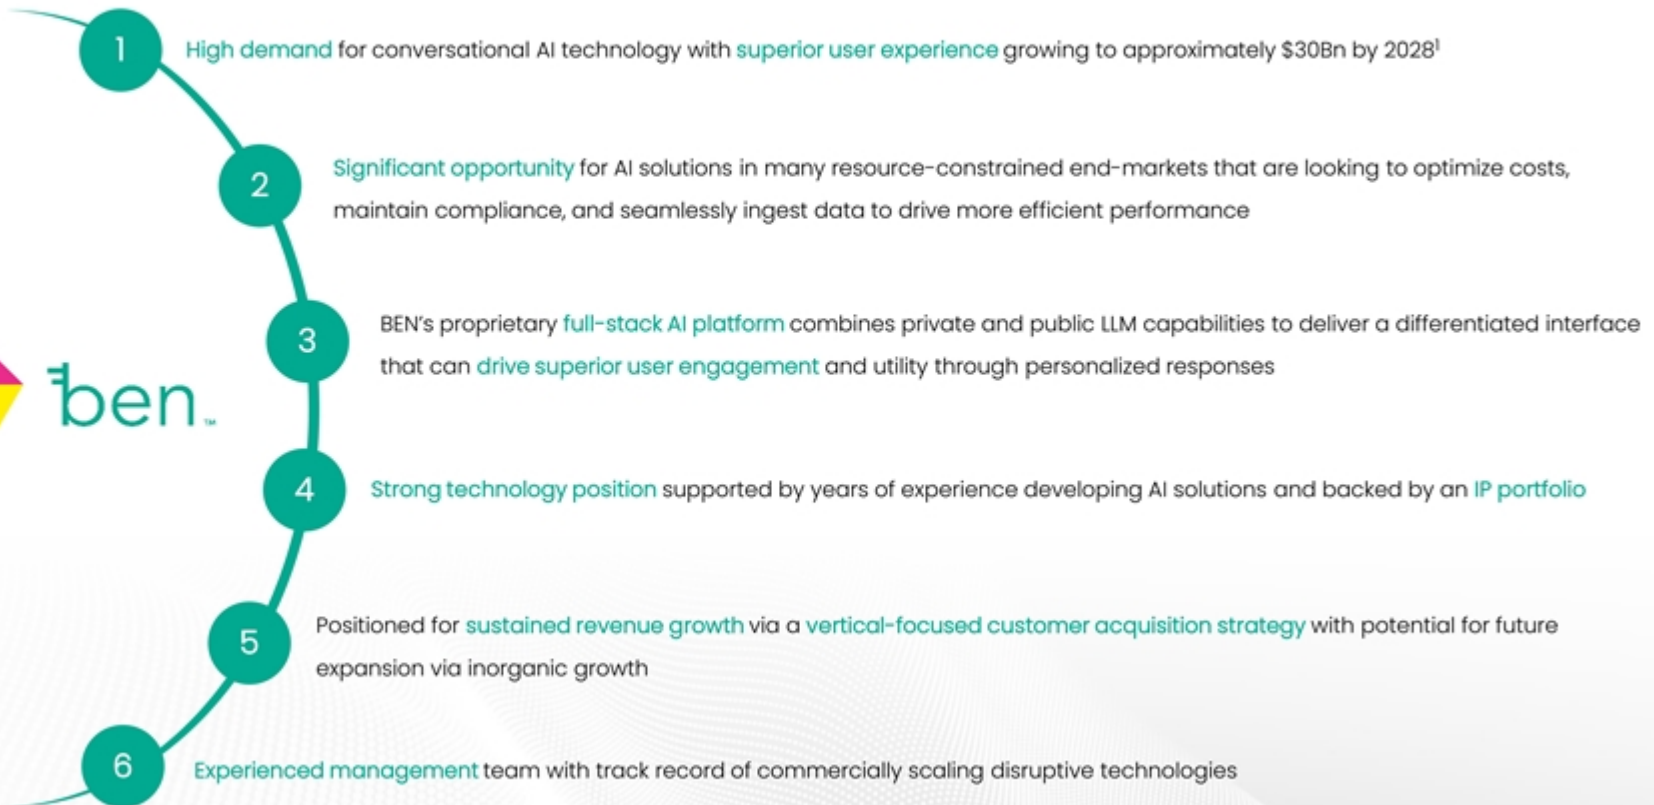 1
High demand for conversational AI technology with superior user experience growing to approximately $30Bn by 2028¹
2
Significant opportunity for AI solutions in many resource-constrained end-markets that are looking to optimize costs,
maintain compliance, and seamlessly ingest data to drive more efficient performance
3
BEN's proprietary full-stack AI platform combines private and public LLM capabilities to deliver a differentiated interface
that can drive superior user engagement and utility through personalized responses
ben™
4
Strong technology position supported by years of experience developing AI solutions and backed by an IP portfolio
5
Positioned for sustained revenue growth via a vertical-focused customer acquisition strategy with potential for future
expansion via inorganic growth
6
Experienced management team with track record of commercially scaling disruptive technologies